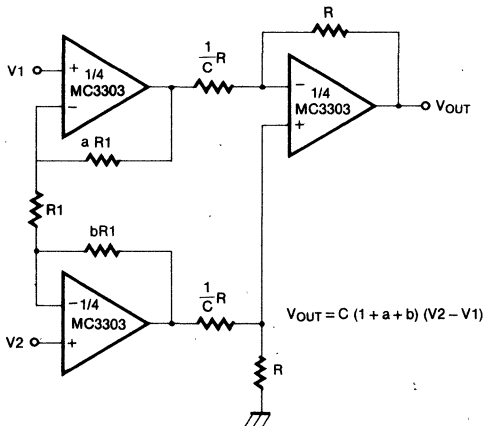 R
1/C R
V1
+
1/4
MC3303
−
a R1
−
1/4
MC3303
+
VOUT
R1
bR1
−
1/4
MC3303
+
V2
1/C R
VOUT = C (1 + a + b) (V2 − V1)
R